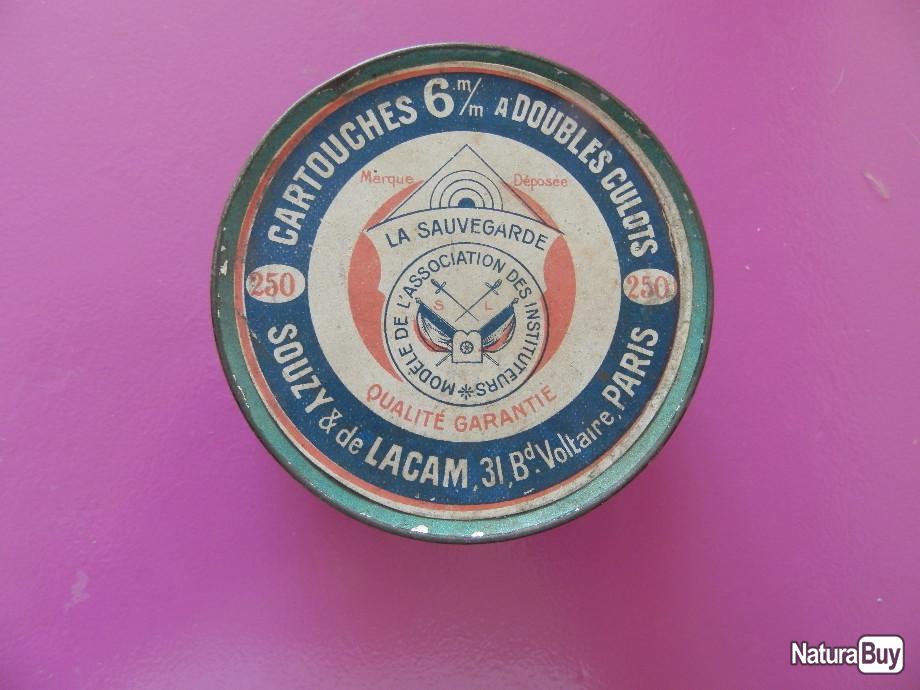 CARTOUCHES 6 m/m A DOUBLES CULOTS
Marque Déposée
LA SAUVEGARDE
MODÈLE DE L'ASSOCIATION DES INSTITUTEURS
S L
250 250
QUALITÉ GARANTIE
SOUZY & de LACAM, 31, Bd. Voltaire, PARIS
NaturaBuy